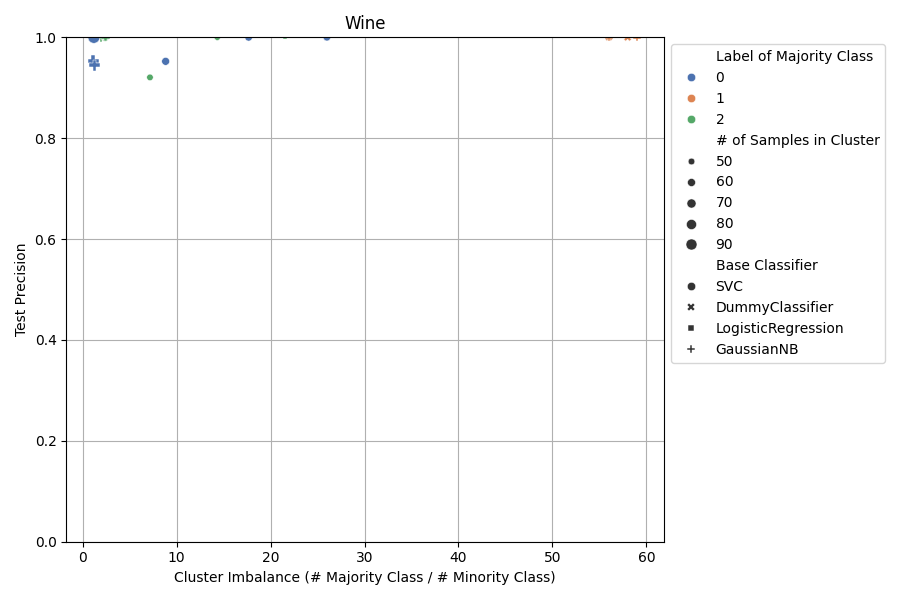 Wine
1.0
0.8
0.6
0.4
0.2
0.0
Test Precision
0 10 20 30 40 50 60
Cluster Imbalance (# Majority Class / # Minority Class)
Label of Majority Class
0
1
2
# of Samples in Cluster
50
60
70
80
90
Base Classifier
SVC
DummyClassifier
LogisticRegression
GaussianNB